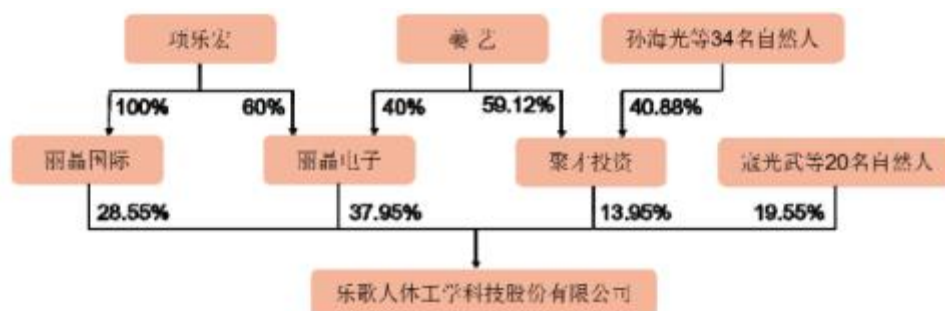 项乐宏
姜艺
孙海光等34名自然人
100%
60%
40%
59.12%
40.88%
丽晶国际
丽晶电子
聚才投资
寇光武等20名自然人
28.55%
37.95%
13.95%
19.55%
乐歌人体工学科技股份有限公司